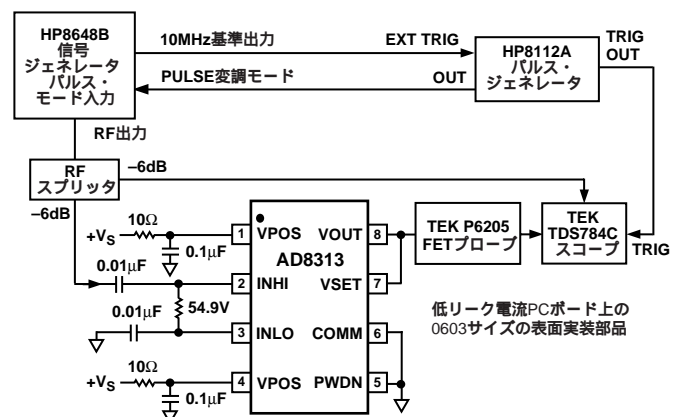 HP8648B
信号
ジェネレータ
パルス・
モード入力
10MHz基準出力
EXT TRIG
PULSE変調モード
OUT
HP8112A
パルス・
ジェネレータ
TRIG
OUT
RF出力
RF
スプリッタ
–6dB
–6dB
+VS
10Ω
0.1μF
0.01μF
0.01μF
54.9V
+VS
10Ω
0.1μF
1
VPOS
VOUT
8
AD8313
2
INHI
VSET
7
3
INLO
COMM
6
4
VPOS
PWDN
5
TEK P6205
FETプローブ
TEK
TDS784C
スコープ
TRIG
低リーク電流PCボード上の
0603サイズの表面実装部品